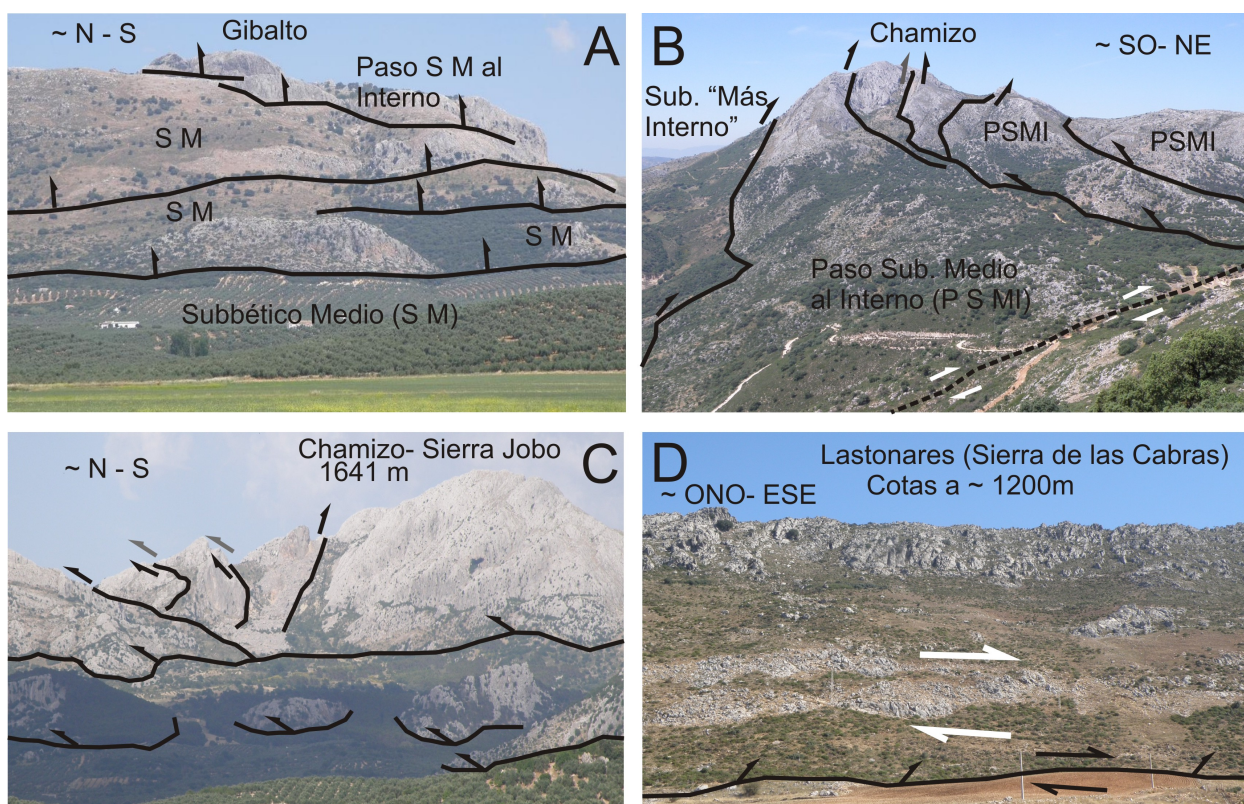 ~ N - S
Gibalto
A
Paso S M al
Interno
S M
S M
S M
Subbético Medio (S M)
B
Chamizo
~ SO- NE
Sub. “Más
Interno”
PSMI
PSMI
Paso Sub. Medio
al Interno (P S MI)
~ N - S
Chamizo- Sierra Jobo
1641 m
C
D
Lastonares (Sierra de las Cabras)
Cotas a ~ 1200m
~ ONO- ESE